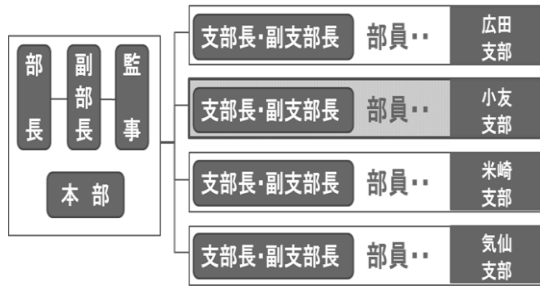 部長
副部長
監事
本部
支部長・副支部長 部員・・ 広田
支部
支部長・副支部長 部員・・ 小友
支部
支部長・副支部長 部員・・ 米崎
支部
支部長・副支部長 部員・・ 気仙
支部